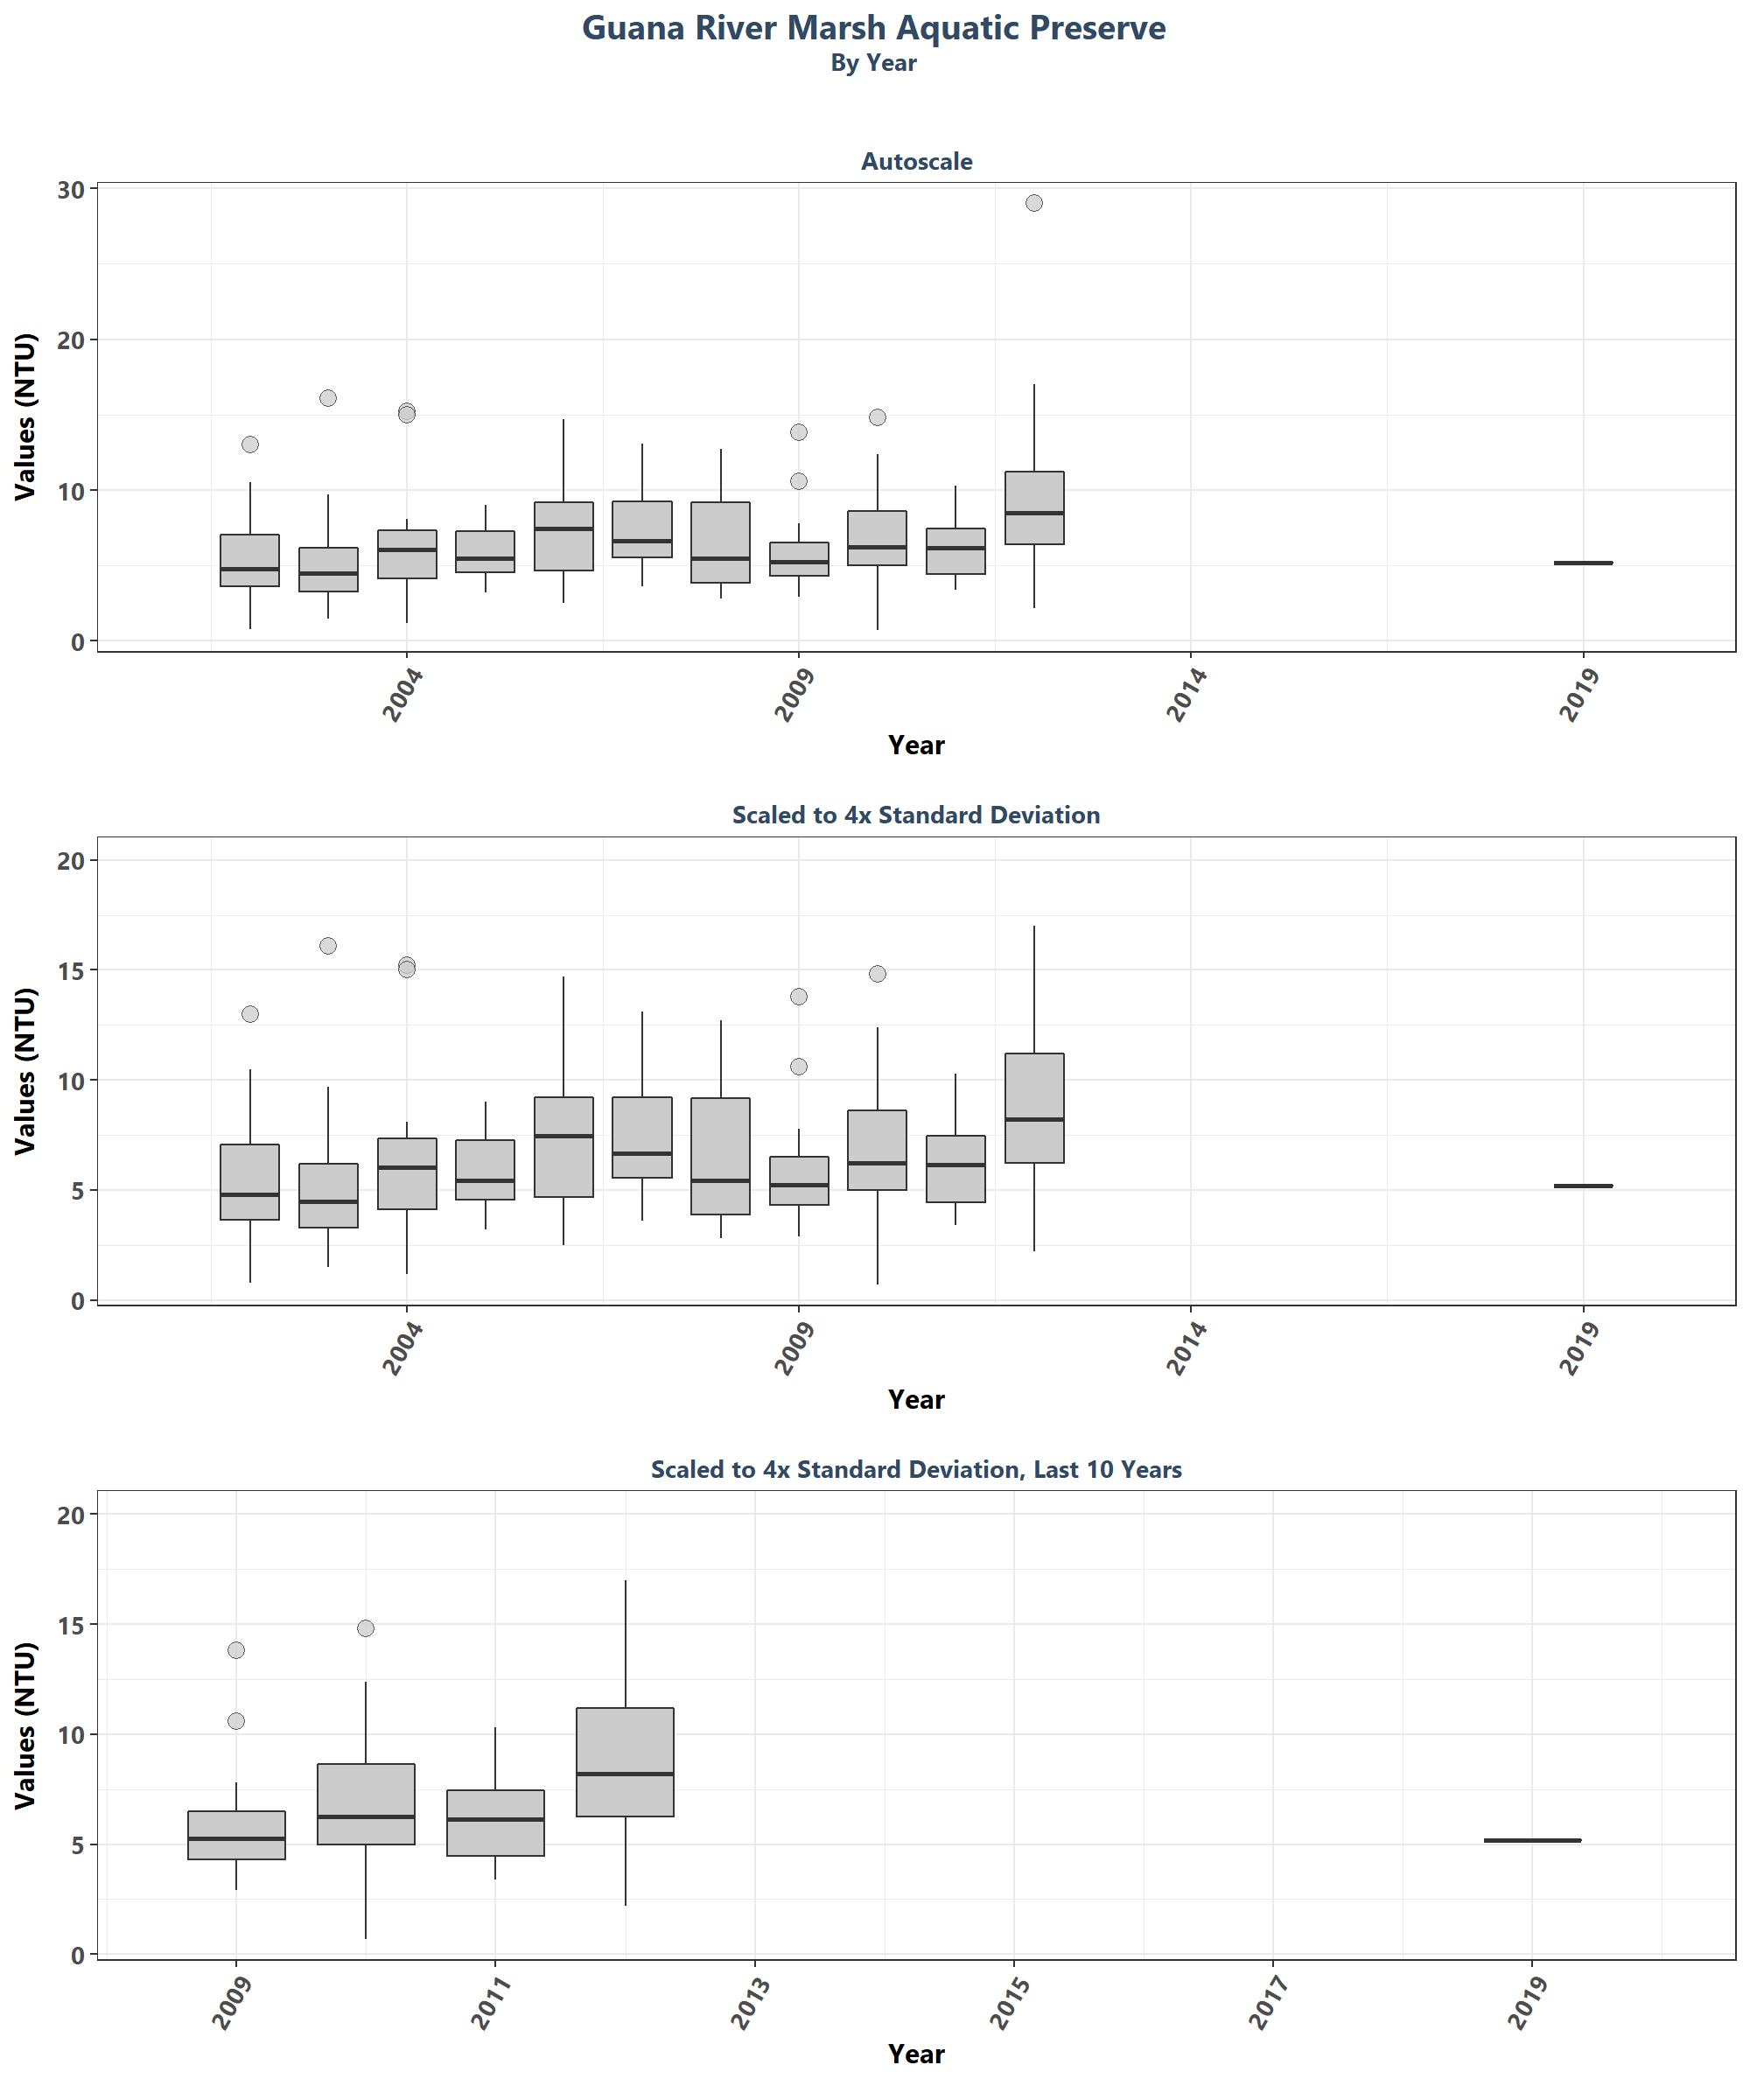 Guana River Marsh Aquatic Preserve
By Year
Autoscale
Values (NTU)
30
20
10
0
2004 2009 2014 2019
Year
Scaled to 4x Standard Deviation
Values (NTU)
20
15
10
5
0
2004 2009 2014 2019
Year
Scaled to 4x Standard Deviation, Last 10 Years
Values (NTU)
20
15
10
5
0
2009 2011 2013 2015 2017 2019
Year